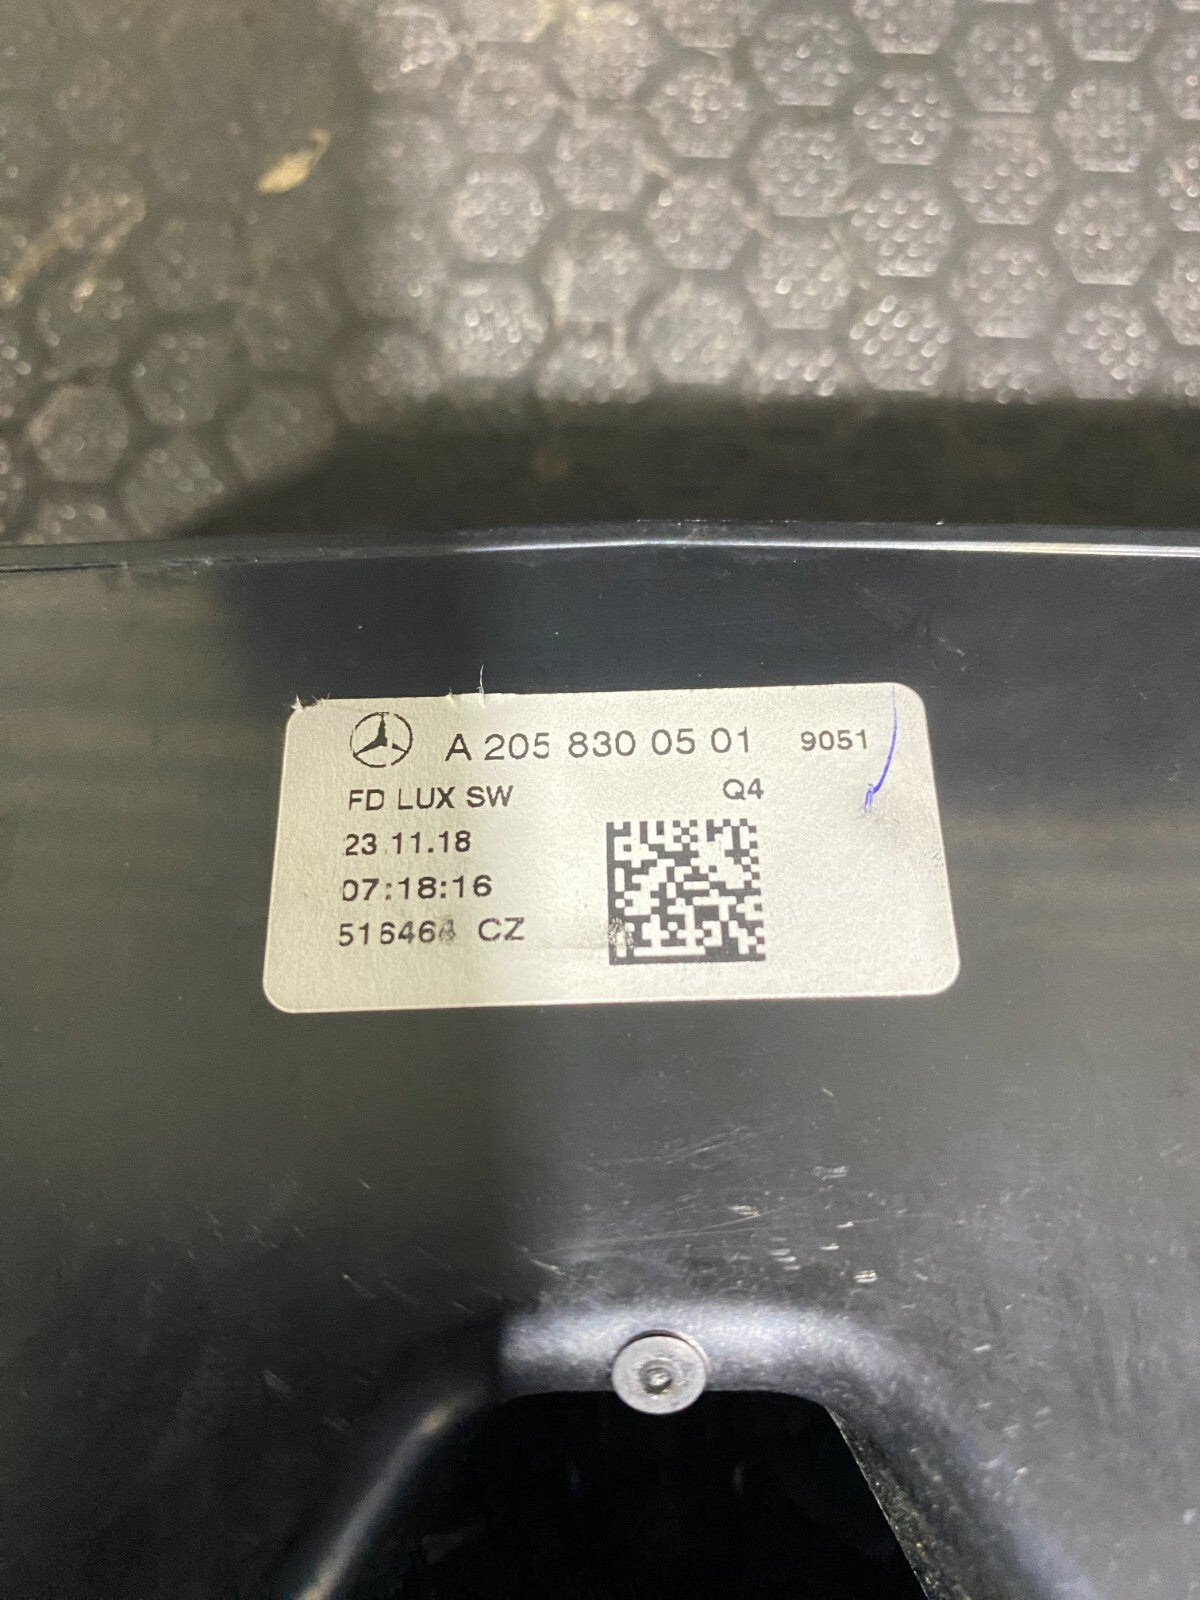 A 205 830 05 01 9051
FD LUX SW Q4
23.11.18
07:18:16
CZ